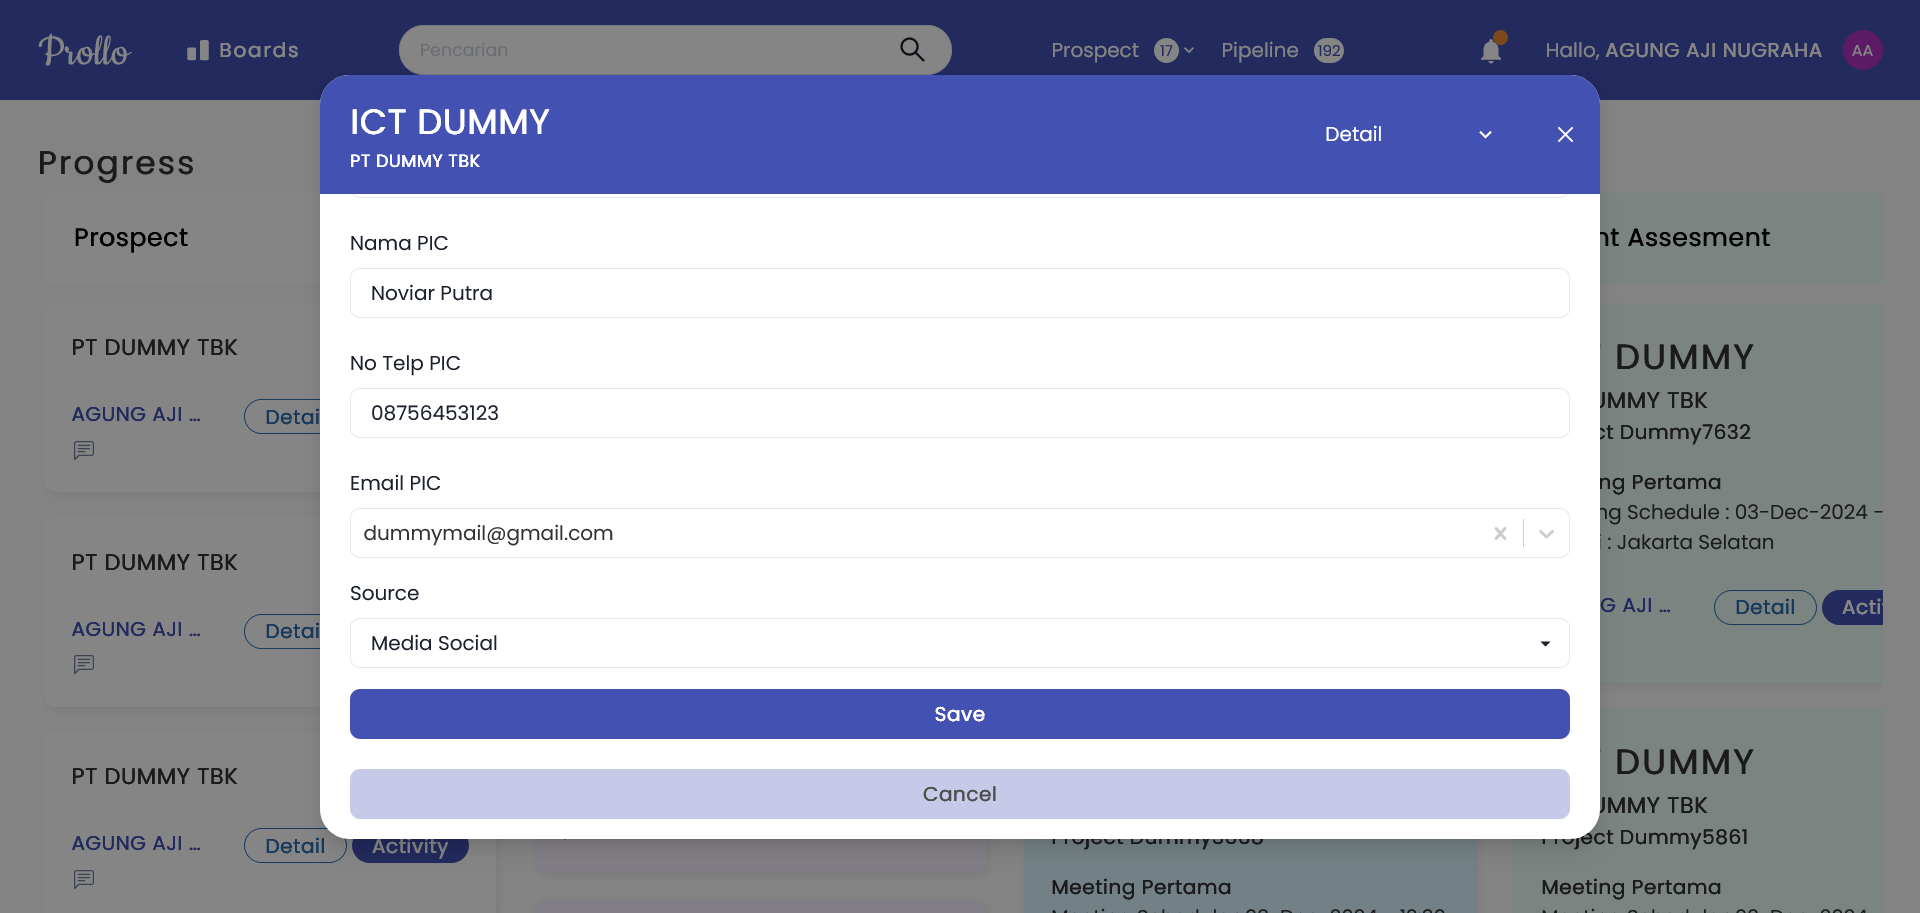 Prollo
Boards
Pencarian
Prospect 17
Pipeline 192
Hallo, AGUNG AJI NUGRAHA
AA
ICT DUMMY
PT DUMMY TBK
Detail
Nama PIC
Noviar Putra
No Telp PIC
08756453123
Email PIC
dummymail@gmail.com
Source
Media Social
Save
Cancel
Progress
Prospect
PT DUMMY TBK
AGUNG AJI ...
Detai
PT DUMMY TBK
AGUNG AJI ...
Detai
PT DUMMY TBK
AGUNG AJI ...
Detail
Activity
Meeting Pertama
nt Assesment
DUMMY
UMMY TBK
ct Dummy7632
ng Pertama
ng Schedule : 03-Dec-2024 -
: Jakarta Selatan
G AJI ...
Detail
Acti
DUMMY
UMMY TBK
Project Dummy5861
Meeting Pertama